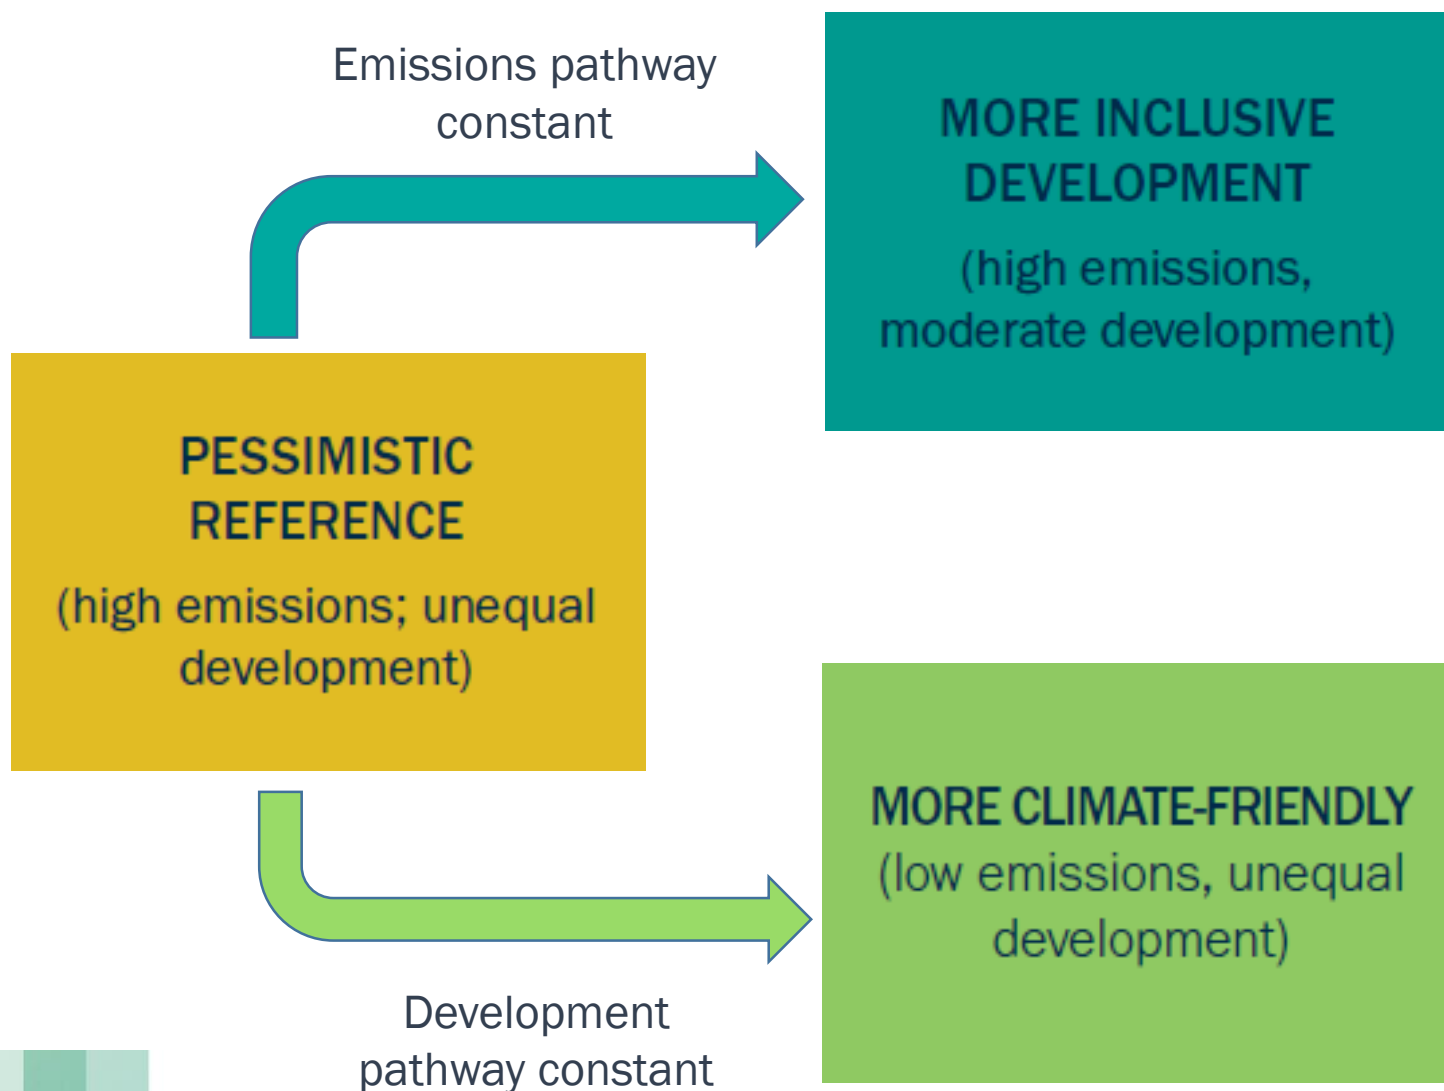 Emissions pathway
constant
MORE INCLUSIVE
DEVELOPMENT
(high emissions,
moderate development)
PESSIMISTIC
REFERENCE
(high emissions; unequal
development)
MORE CLIMATE-FRIENDLY
(low emissions, unequal
development)
Development
pathway constant